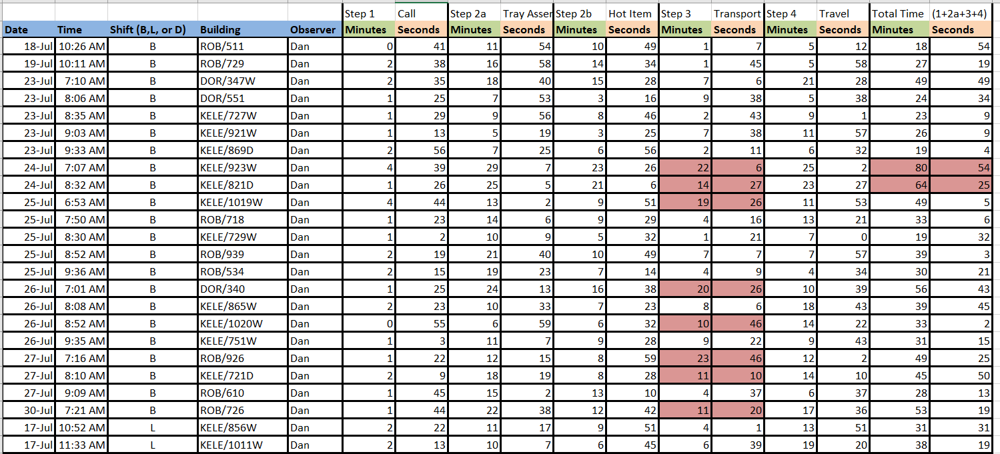 Step 1 Call Step 2a Tray Asser Step 2b Hot Item Step 3 Transport Step 4 Travel Total Time (1+2a+3+4)
Date Time Shift (B,L, or D) Building Observer Minutes Seconds Minutes Seconds Minutes Seconds Minutes Seconds Minutes Seconds Minutes Seconds
18-Jul 10:26 AM B ROB/511 Dan 0 41 11 54 10 49 1 7 5 12 18 54
19-Jul 10:11 AM B ROB/729 Dan 2 38 16 58 14 34 1 45 5 58 27 19
23-Jul 7:10 AM B DOR/347W Dan 2 35 18 40 15 28 7 6 21 28 49 49
23-Jul 8:06 AM B DOR/551 Dan 1 25 7 53 3 16 9 38 5 38 24 34
23-Jul 8:35 AM B KELE/727W Dan 1 29 9 56 8 46 2 43 9 1 23 9
23-Jul 9:03 AM B KELE/921W Dan 1 13 5 19 3 25 7 38 11 57 26 9
23-Jul 9:33 AM B KELE/869D Dan 2 56 7 25 6 56 2 11 6 32 19 4
24-Jul 7:07 AM B KELE/923W Dan 4 39 29 7 23 26 22 6 25 2 80 54
24-Jul 8:32 AM B KELE/821D Dan 1 26 25 5 21 6 14 27 23 27 64 25
25-Jul 6:53 AM B KELE/1019W Dan 4 44 13 2 9 51 19 26 11 53 49 5
25-Jul 7:50 AM B ROB/718 Dan 1 23 14 6 9 29 4 16 13 21 33 6
25-Jul 8:30 AM B KELE/729W Dan 1 2 10 9 5 32 1 21 7 0 19 32
25-Jul 8:52 AM B ROB/939 Dan 2 19 21 40 10 49 7 7 7 57 39 3
25-Jul 9:36 AM B ROB/534 Dan 2 15 19 23 7 14 4 9 4 34 30 21
26-Jul 7:01 AM B DOR/340 Dan 1 25 24 13 16 38 20 26 10 39 56 43
26-Jul 8:08 AM B KELE/865W Dan 2 23 10 33 7 23 8 6 18 43 39 45
26-Jul 8:52 AM B KELE/1020W Dan 0 55 6 59 6 32 10 46 14 22 33 2
26-Jul 9:35 AM B KELE/751W Dan 1 3 11 7 9 28 9 22 9 43 31 15
27-Jul 7:16 AM B ROB/926 Dan 1 22 12 15 8 59 23 46 12 2 49 25
27-Jul 8:10 AM B KELE/721D Dan 2 9 18 19 8 28 11 10 14 10 45 50
27-Jul 9:09 AM B ROB/610 Dan 1 45 15 2 13 10 4 37 6 37 28 13
30-Jul 7:21 AM B ROB/726 Dan 1 44 22 38 12 42 11 20 17 36 53 19
17-Jul 10:52 AM L KELE/856W Dan 2 22 11 17 9 51 4 1 13 51 31 31
17-Jul 11:33 AM L KELE/1011W Dan 2 13 10 7 6 45 6 39 19 20 38 19